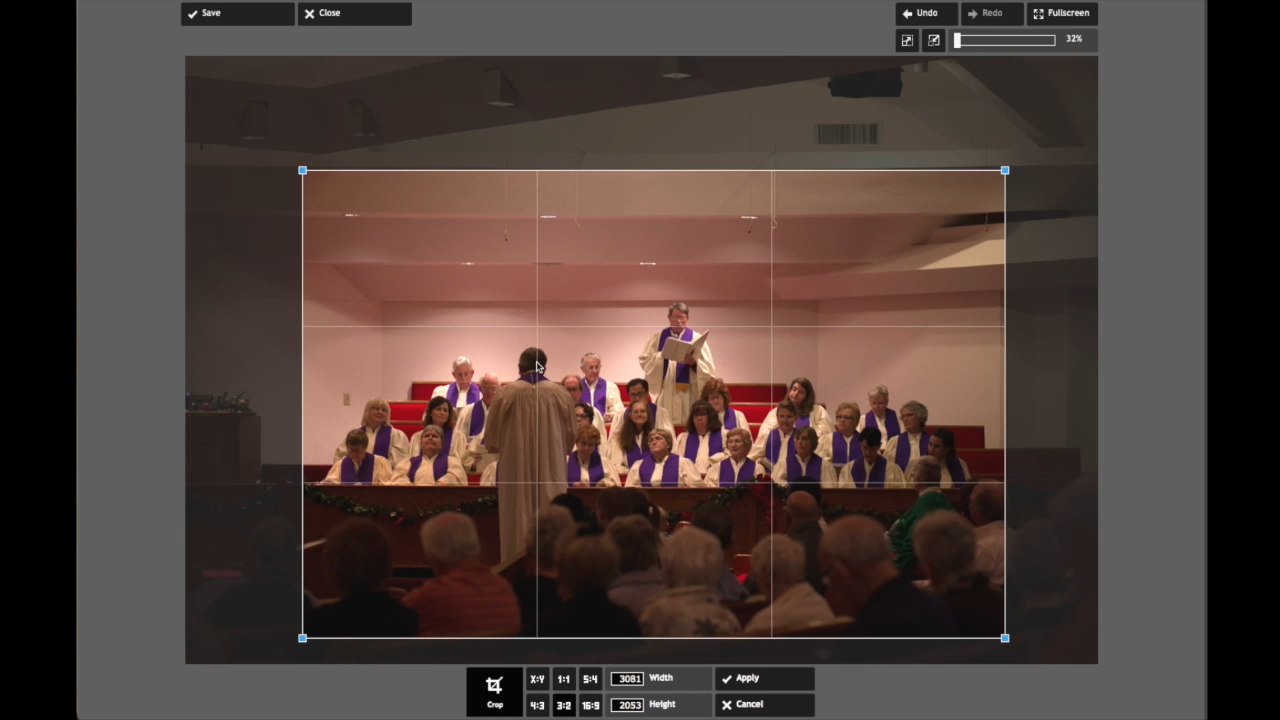 Save
Close
Undo
Redo
Fullscreen
32%
Crop
X:Y
1:1
5:4
3081
Width
Apply
4:3
3:2
16:9
2053
Height
Cancel